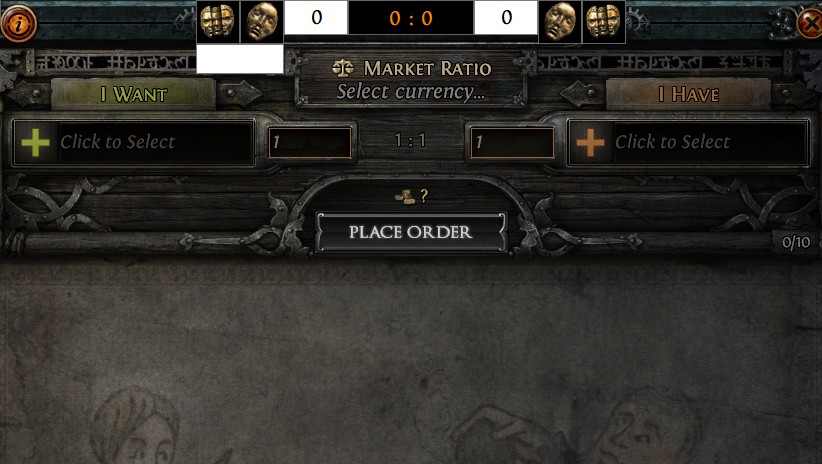 0 0 : 0 0
MARKET RATIO
Select currency...
I WANT
I HAVE
Click to Select 1 1 : 1 1 Click to Select
?
PLACE ORDER
0/10